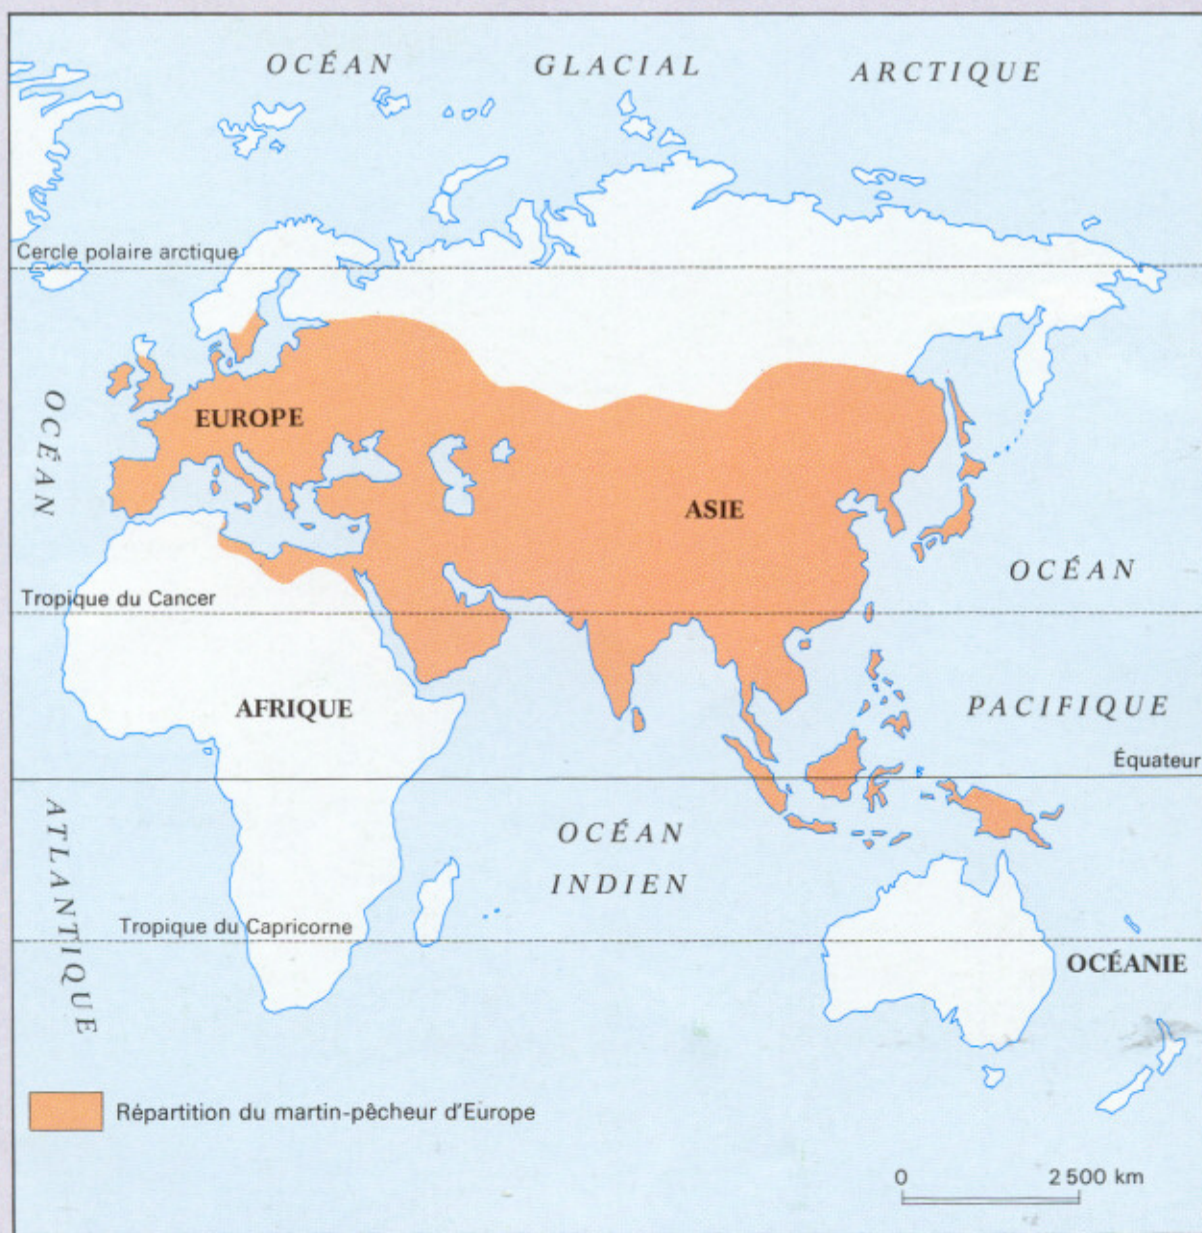 OCÉAN GLACIAL ARCTIQUE
Cercle polaire arctique
OCÉAN
EUROPE
ASIE
OCÉAN
Tropique du Cancer
AFRIQUE
PACIFIQUE
Équateur
ATLANTIQUE
OCÉAN
INDIEN
Tropique du Capricorne
OCÉANIE
Répartition du martin-pêcheur d'Europe
0 2 500 km